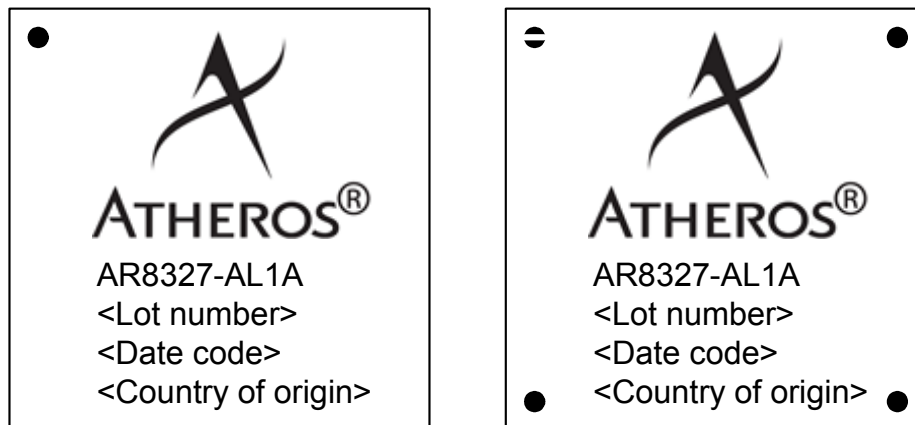 ATHEROS®
AR8327-AL1A
<Lot number>
<Date code>
<Country of origin>
ATHEROS®
AR8327-AL1A
<Lot number>
<Date code>
<Country of origin>